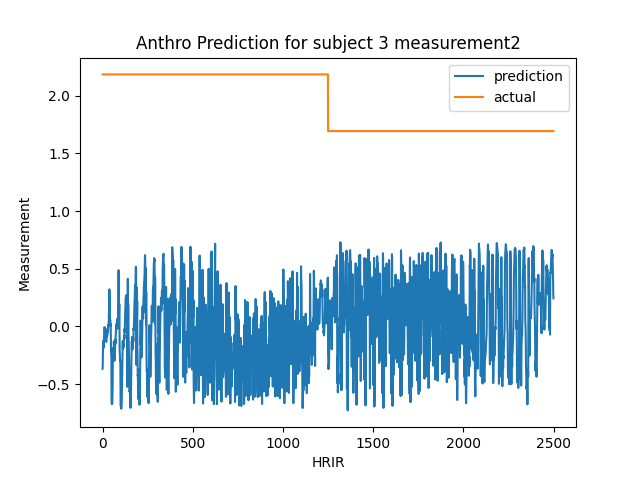 Anthro Prediction for subject 3 measurement2
prediction
actual
2.0
1.5
1.0
0.5
0.0
−0.5
Measurement
0
500
1000
1500
2000
2500
HRIR